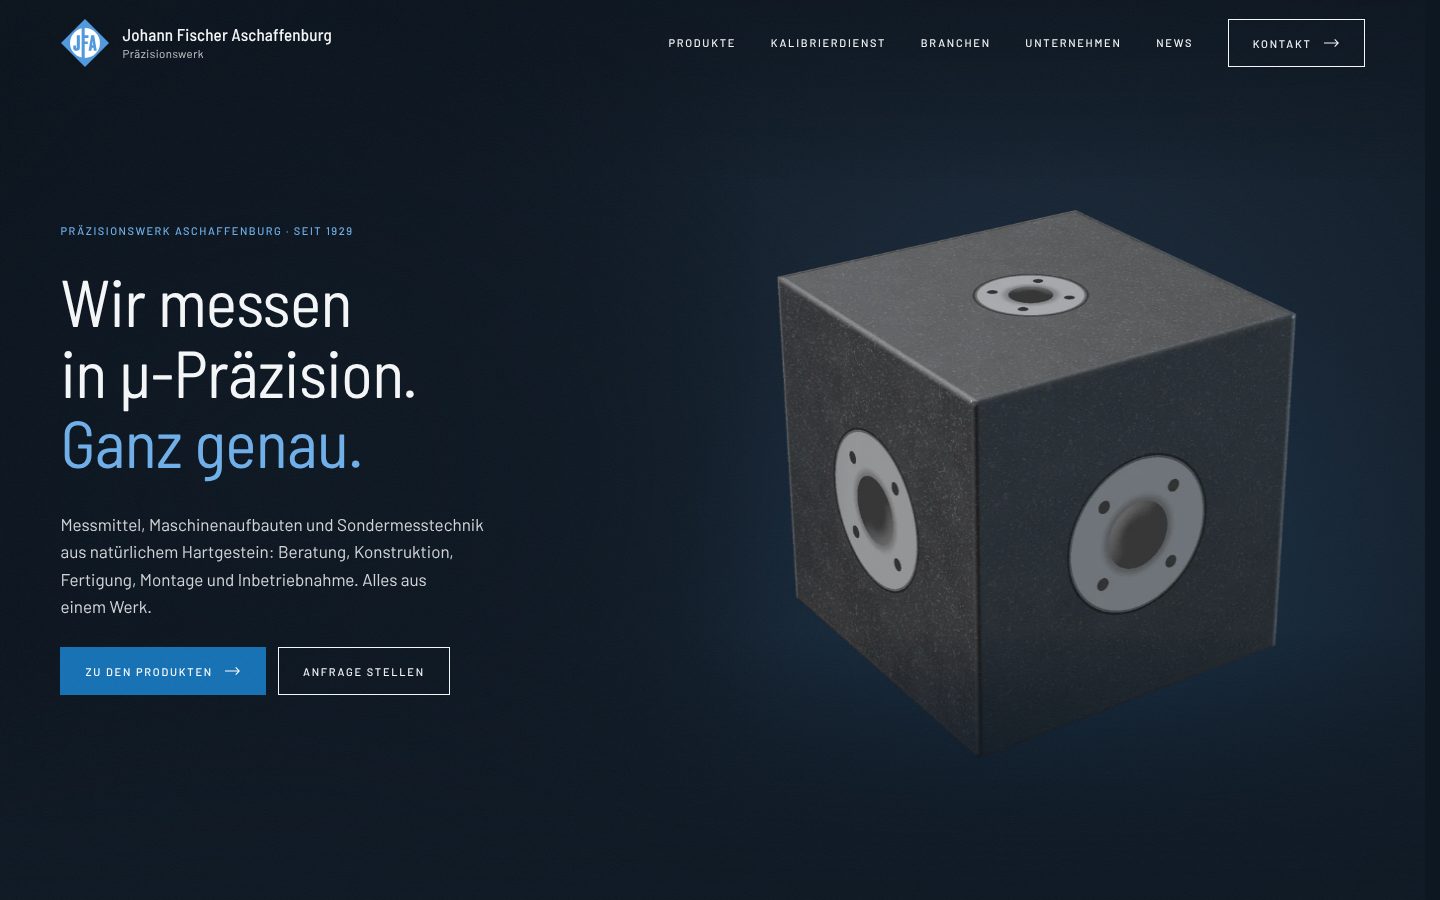 JFA
Johann Fischer Aschaffenburg
Präzisionswerk
PRODUKTE
KALIBRIERDIENST
BRANCHEN
UNTERNEHMEN
NEWS
KONTAKT
PRÄZISIONSWERK ASCHAFFENBURG · SEIT 1929
Wir messen
in µ-Präzision.
Ganz genau.
Messmittel, Maschinenaufbauten und Sondermesstechnik
aus natürlichem Hartgestein: Beratung, Konstruktion,
Fertigung, Montage und Inbetriebnahme. Alles aus
einem Werk.
ZU DEN PRODUKTEN
ANFRAGE STELLEN